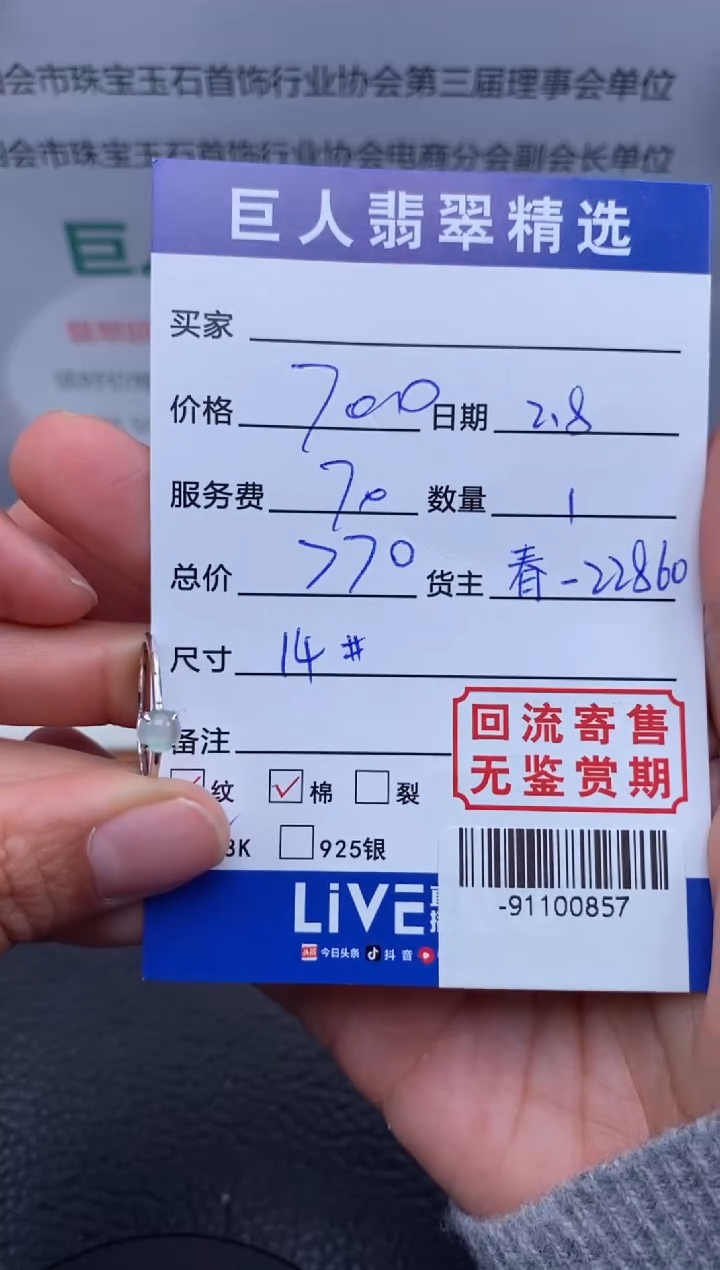 会市珠宝玉石首饰行业协会第三届理事会单位
会市珠宝玉石首饰行业协会电商分会副会长单位
巨
巨人翡翠精选
买家
价格 700 日期 2.8
服务费 70 数量 1
总价 770 货主 春-22860
尺寸 14#
备注
回流寄售
无鉴赏期
纹 棉 裂
K 925银
LiVE
今日头条 抖音
-91100857